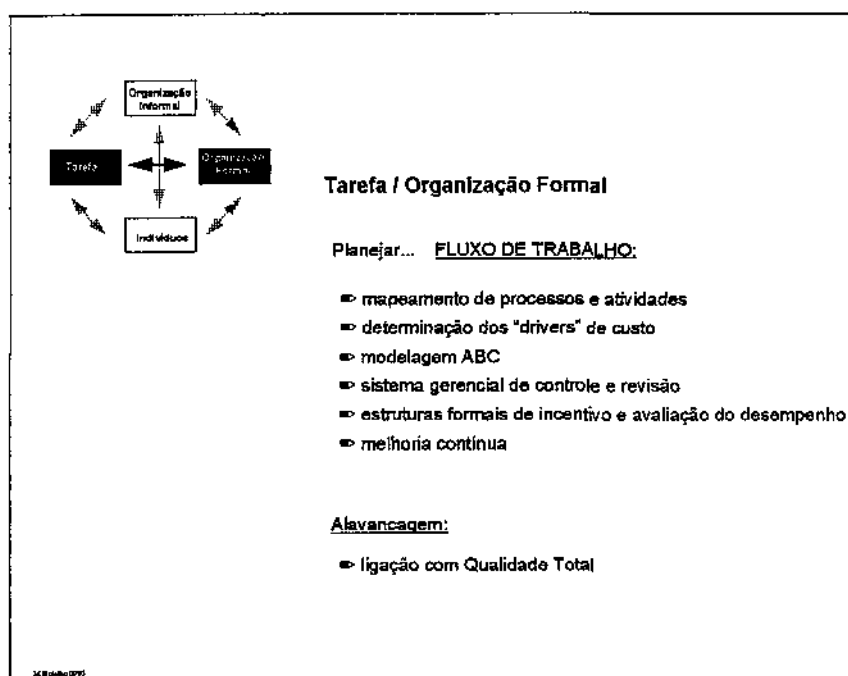 Organização
Informal
Tarefa
Organização
Formal
Indivíduos
Tarefa / Organização Formal
Planejar... FLUXO DE TRABALHO:
mapeamento de processos e atividades
determinação dos "drivers" de custo
modelagem ABC
sistema gerencial de controle e revisão
estruturas formais de incentivo e avaliação do desempenho
melhoria contínua
Alavancagem:
ligação com Qualidade Total